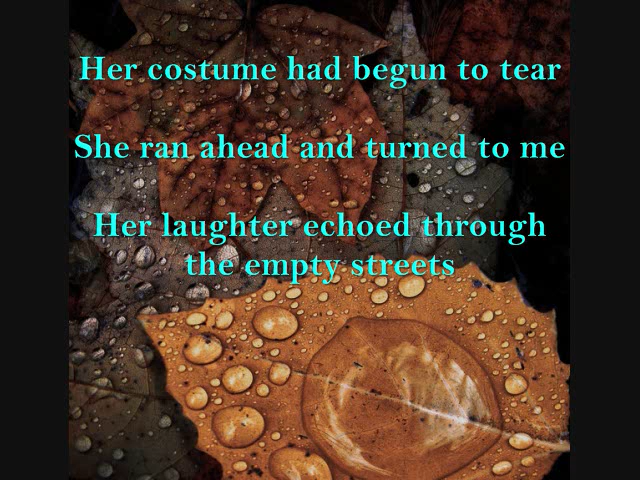 Her costume had begun to tear
She ran ahead and turned to me
Her laughter echoed through
the empty streets